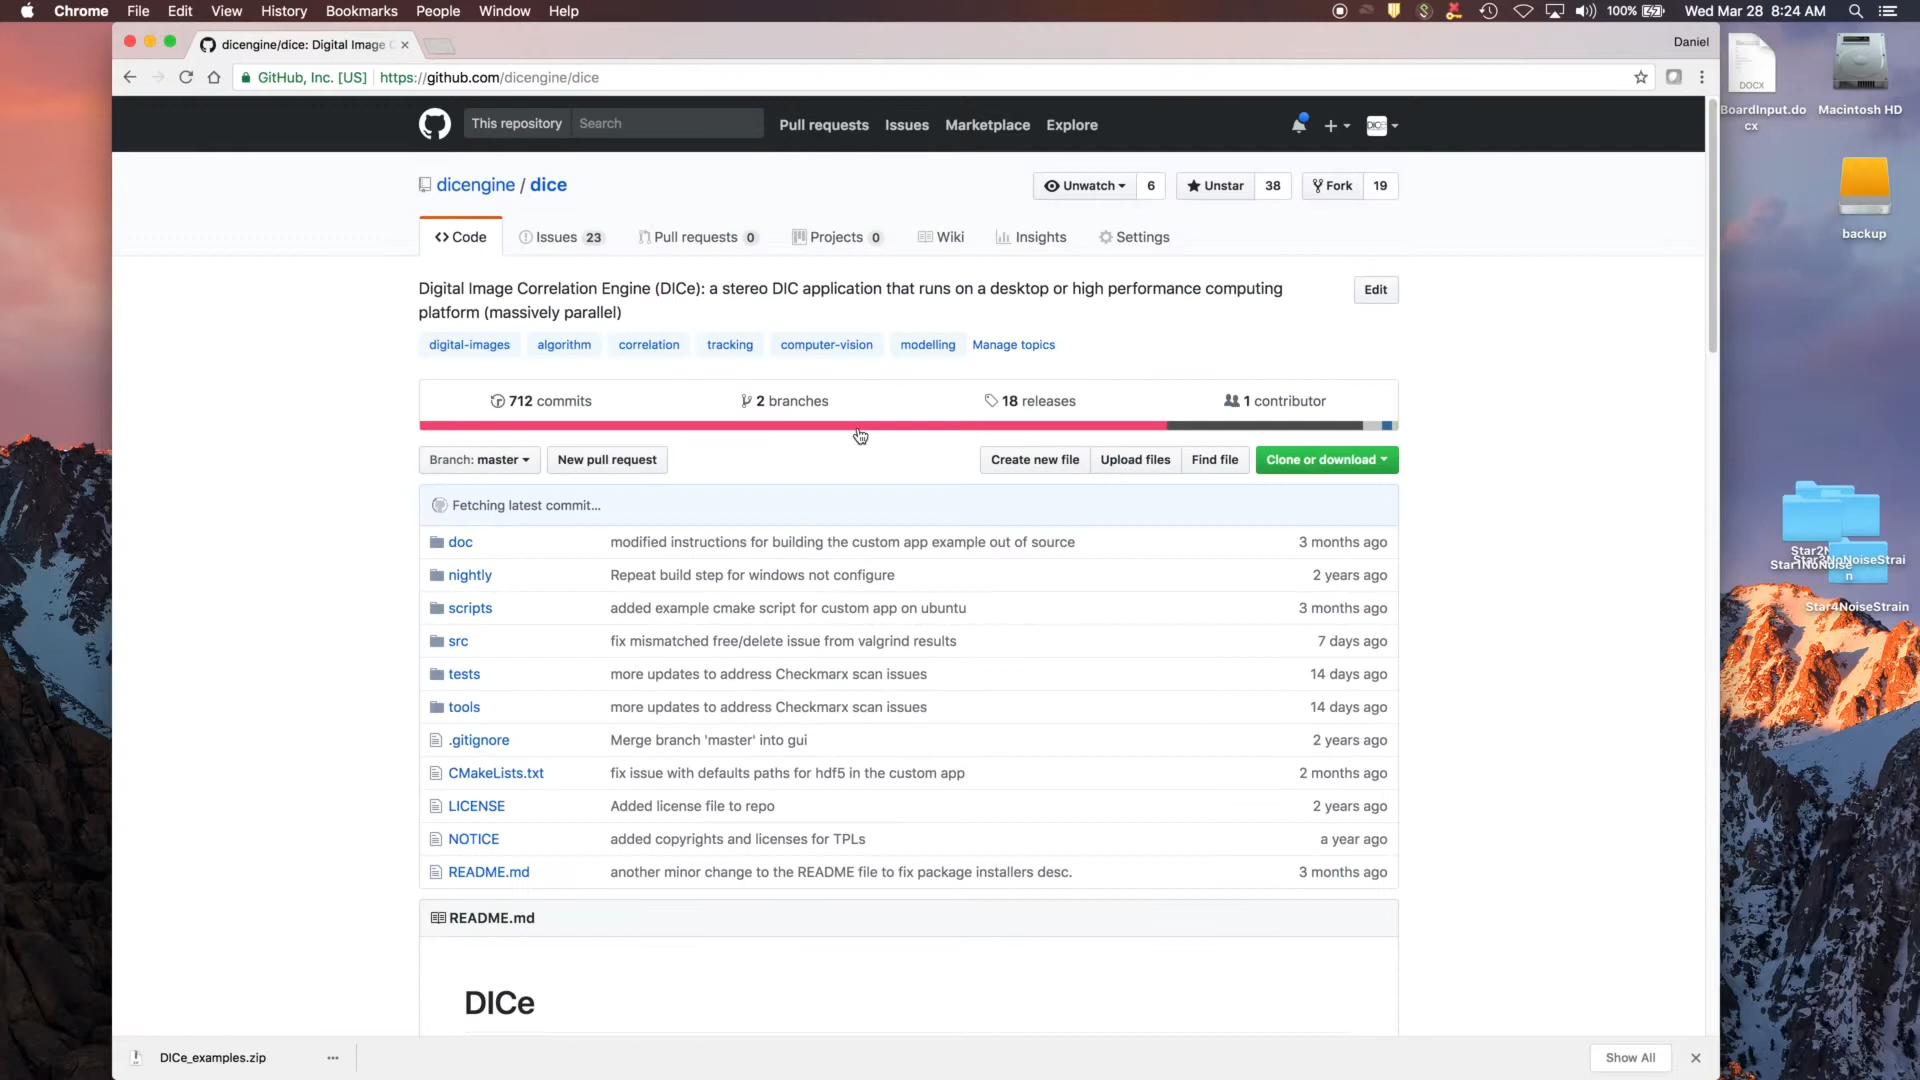 Chrome File Edit View History Bookmarks People Window Help
100% Wed Mar 28 8:24 AM
dicengine/dice: Digital Image C
Daniel
GitHub, Inc. [US] https://github.com/dicengine/dice
This repository Search Pull requests Issues Marketplace Explore
dicengine / dice
Unwatch 6 Unstar 38 Fork 19
Code Issues 23 Pull requests 0 Projects 0 Wiki Insights Settings
Digital Image Correlation Engine (DICe): a stereo DIC application that runs on a desktop or high performance computing
platform (massively parallel)
Edit
digital-images algorithm correlation tracking computer-vision modelling Manage topics
712 commits 2 branches 18 releases 1 contributor
Branch: master New pull request Create new file Upload files Find file Clone or download
Fetching latest commit...
doc modified instructions for building the custom app example out of source 3 months ago
nightly Repeat build step for windows not configure 2 years ago
scripts added example cmake script for custom app on ubuntu 3 months ago
src fix mismatched free/delete issue from valgrind results 7 days ago
tests more updates to address Checkmarx scan issues 14 days ago
tools more updates to address Checkmarx scan issues 14 days ago
.gitignore Merge branch 'master' into gui 2 years ago
CMakeLists.txt fix issue with defaults paths for hdf5 in the custom app 2 months ago
LICENSE Added license file to repo 2 years ago
NOTICE added copyrights and licenses for TPLs a year ago
README.md another minor change to the README file to fix package installers desc. 3 months ago
README.md
DICe
DICe_examples.zip
Show All
DOCX
BoardInput.do
cx
Macintosh HD
backup
Star2N
Star3NoNoiseStrai
n
Star1NoNoise
Star4NoiseStrain